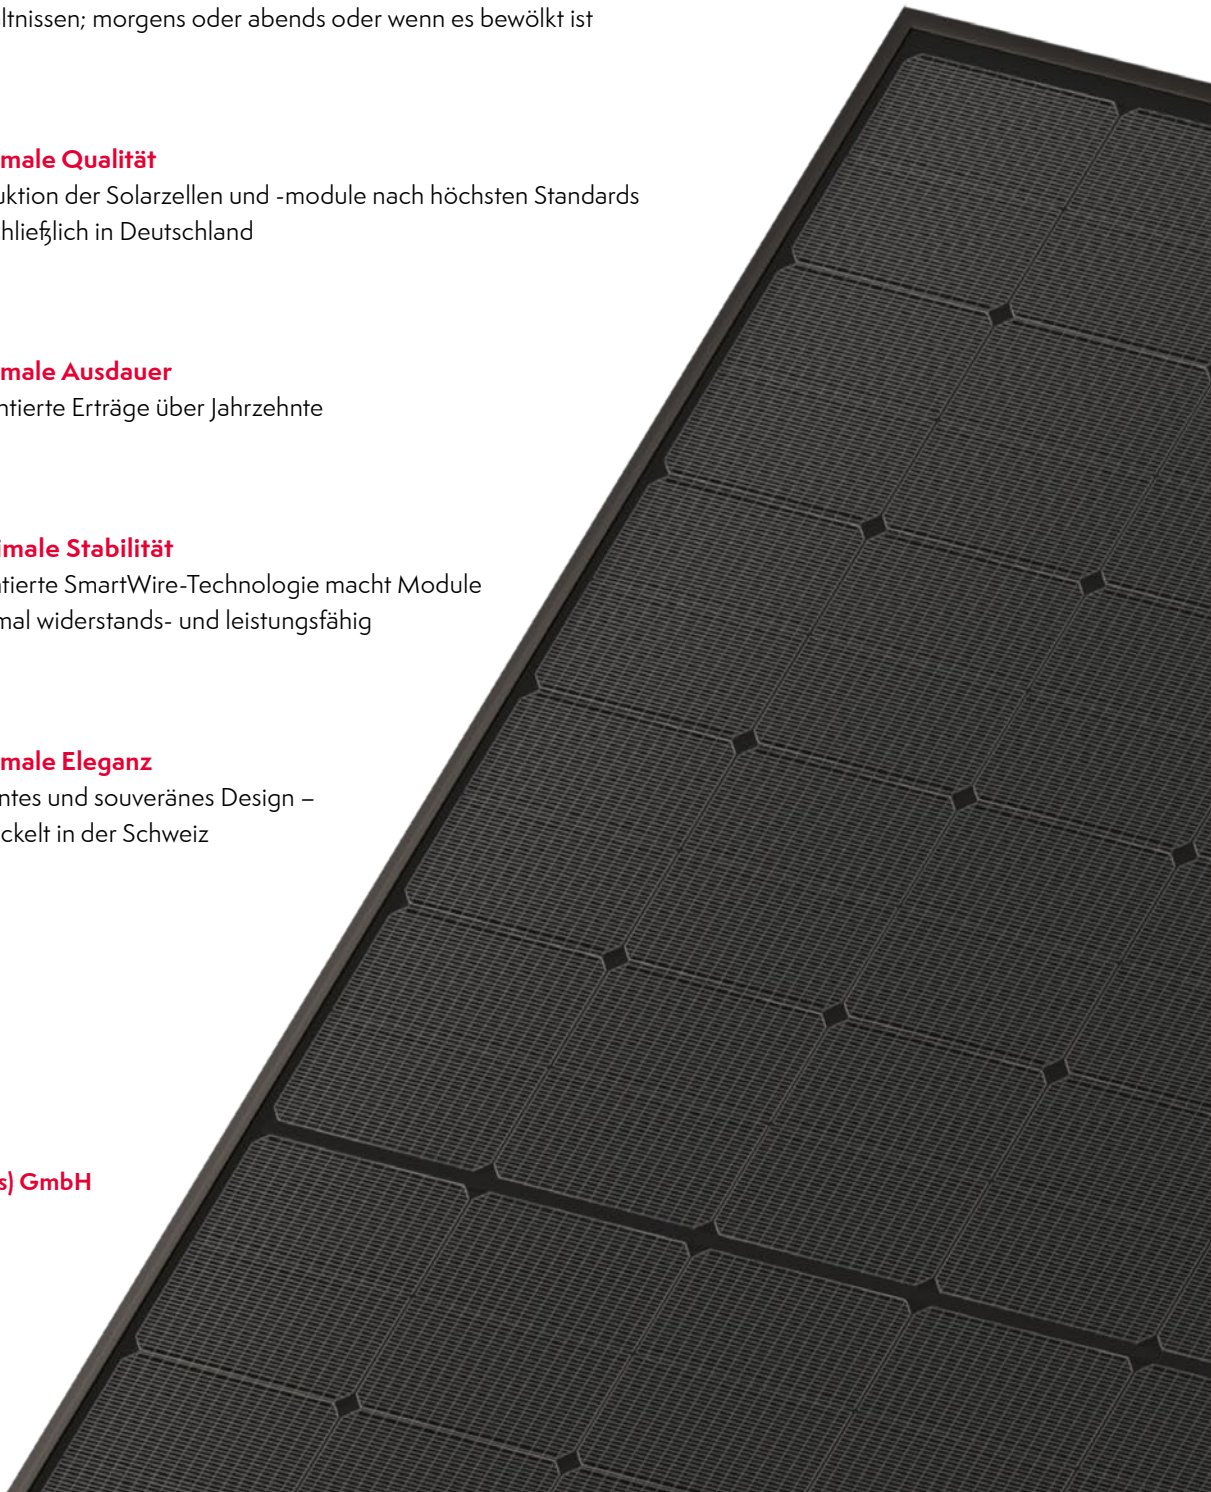 ltnissen; morgens oder abends oder wenn es bewölkt ist
male Qualität
uktion der Solarzellen und -module nach höchsten Standards
hließlich in Deutschland
male Ausdauer
ntierte Erträge über Jahrzehnte
imale Stabilität
tierte SmartWire-Technologie macht Module
mal widerstands- und leistungsfähig
male Eleganz
ntes und souveränes Design –
ckelt in der Schweiz
s) GmbH